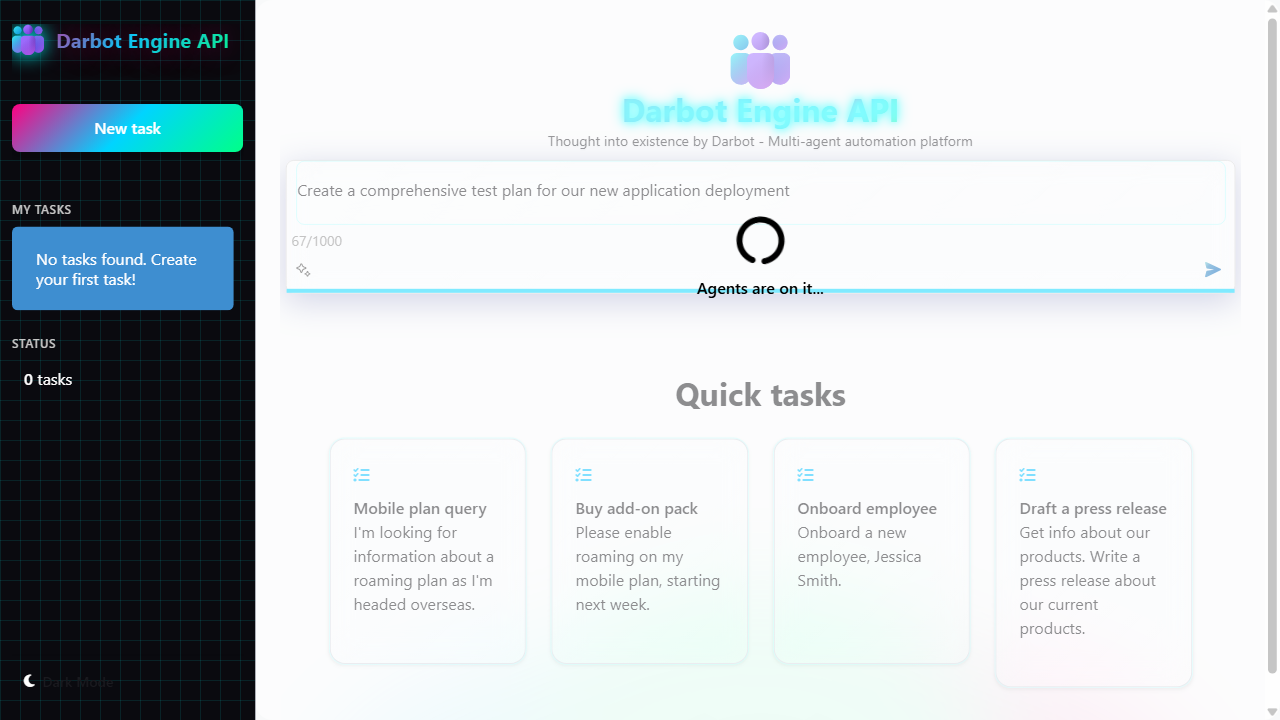 Darbot Engine API
New task
MY TASKS
No tasks found. Create
your first task!
STATUS
0 tasks
Dark Mode
Darbot Engine API
Thought into existence by Darbot - Multi-agent automation platform
Create a comprehensive test plan for our new application deployment
67/1000
Agents are on it...
Quick tasks
Mobile plan query
I'm looking for
information about a
roaming plan as I'm
headed overseas.
Buy add-on pack
Please enable
roaming on my
mobile plan, starting
next week.
Onboard employee
Onboard a new
employee, Jessica
Smith.
Draft a press release
Get info about our
products. Write a
press release about
our current
products.